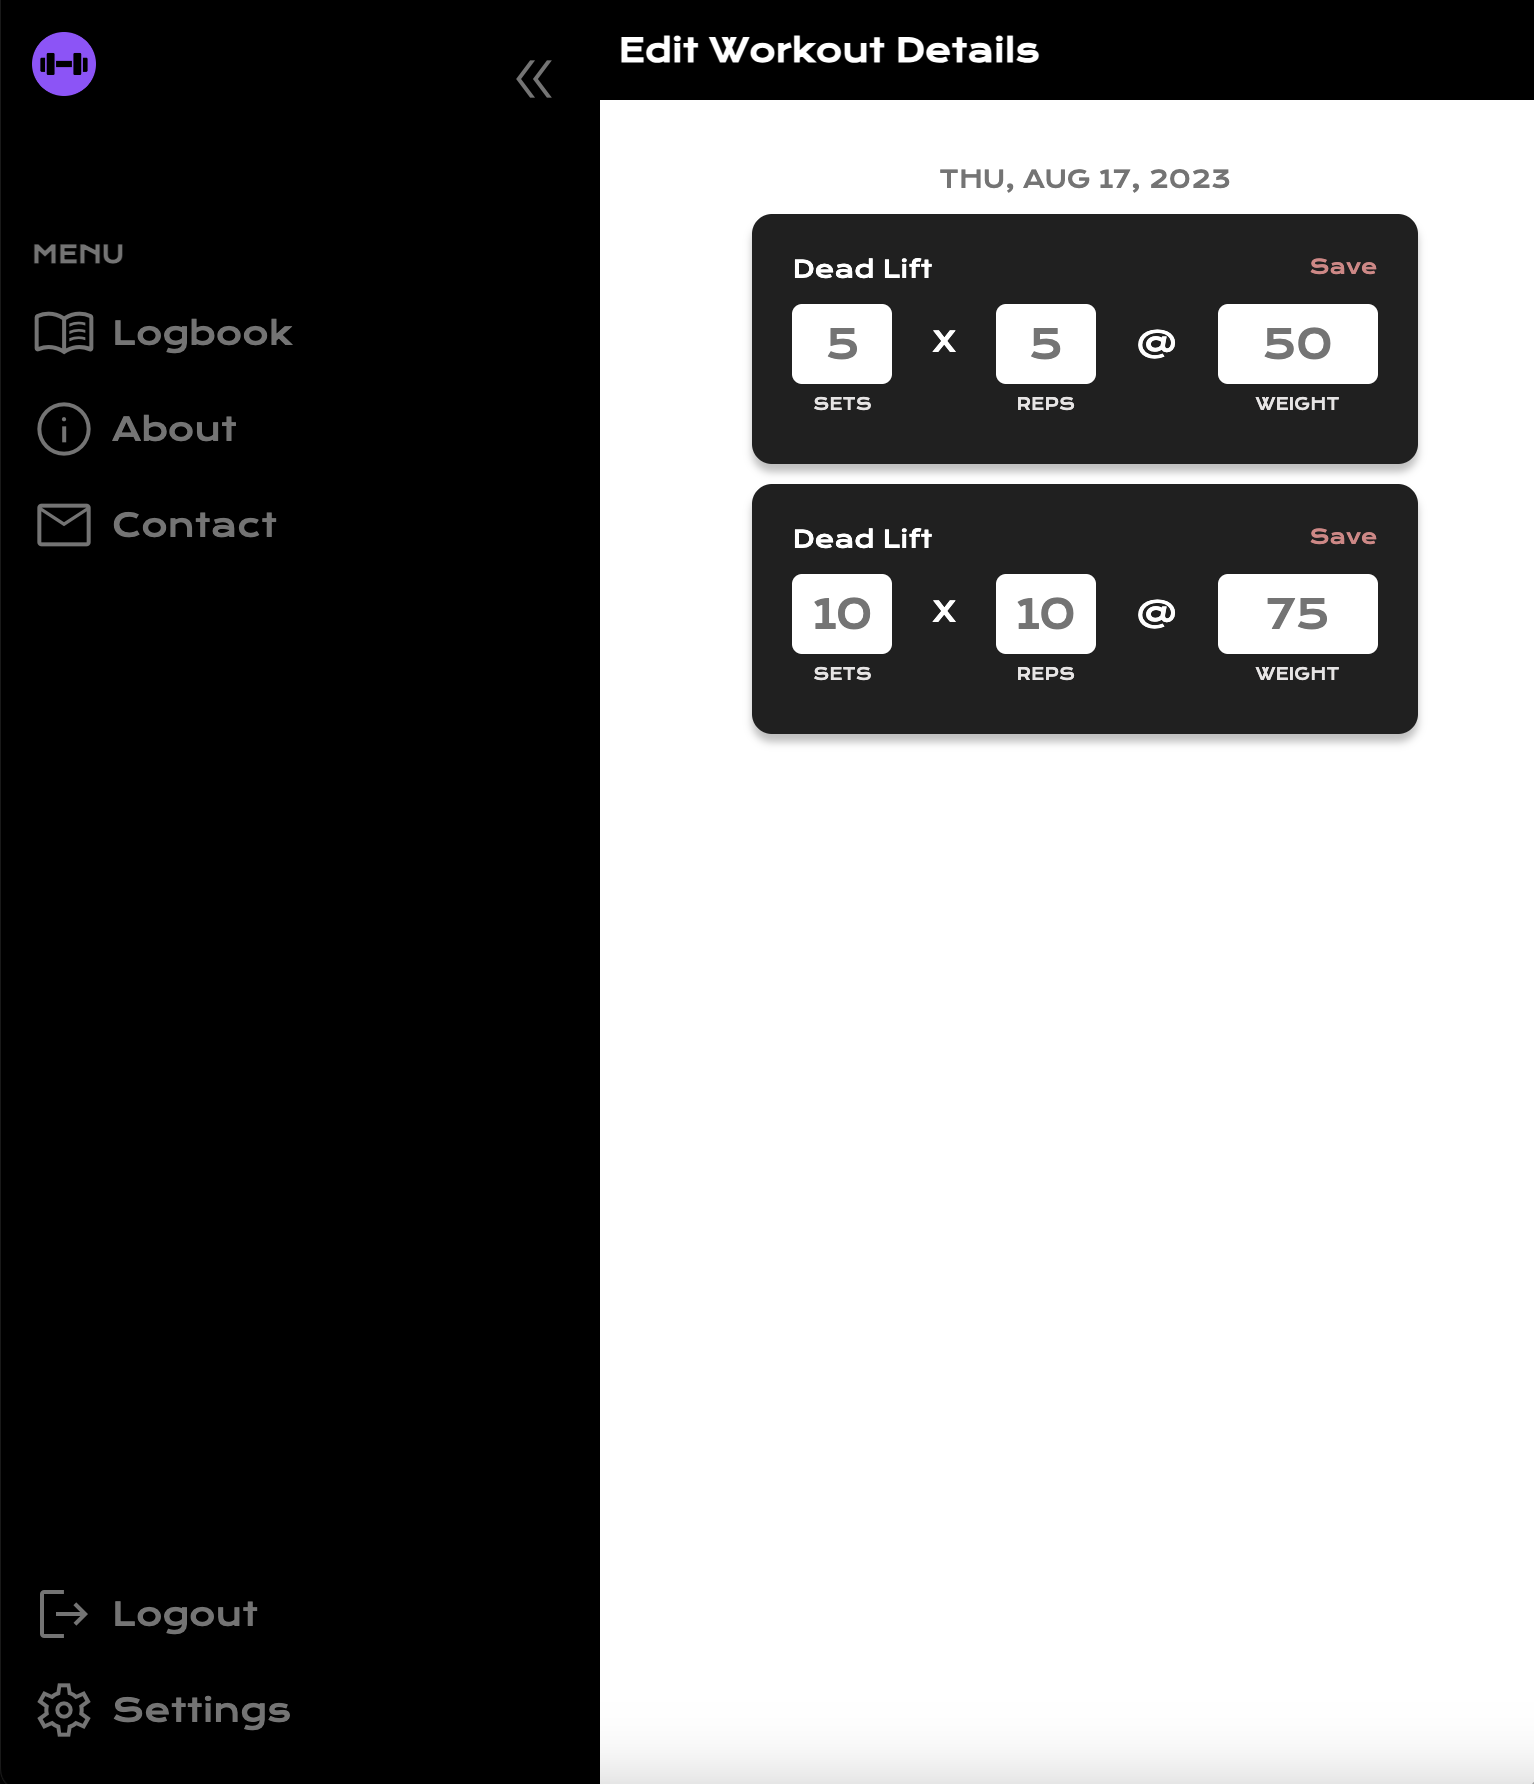 Edit Workout Details
MENU
Logbook
About
Contact
Logout
Settings
THU, AUG 17, 2023
Dead Lift Save
5 X 5 @ 50
SETS REPS WEIGHT
Dead Lift Save
10 X 10 @ 75
SETS REPS WEIGHT